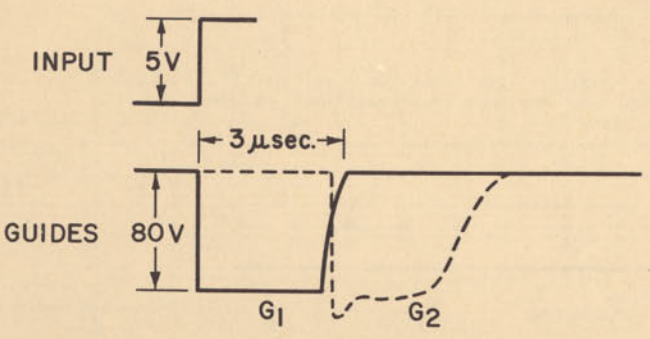 INPUT 5V
3 μsec.
GUIDES 80V
G1 G2